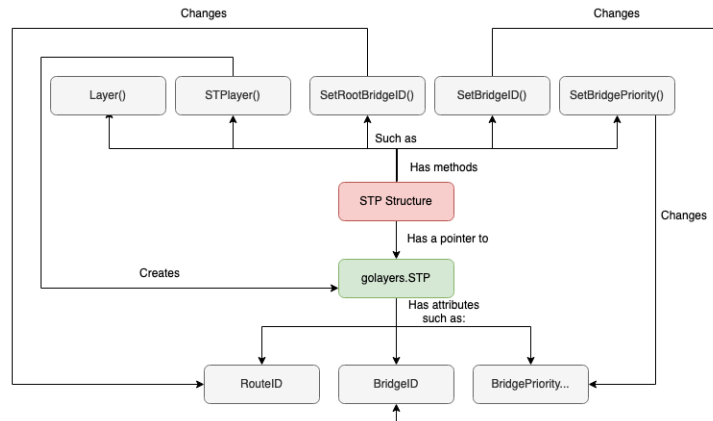 Changes
Changes
Layer()
STPlayer()
SetRootBridgeID()
SetBridgeID()
SetBridgePriority()
Such as
Has methods
STP Structure
Changes
Has a pointer to
Creates
golayers.STP
Has attributes
such as:
RouteID
BridgeID
BridgePriority...